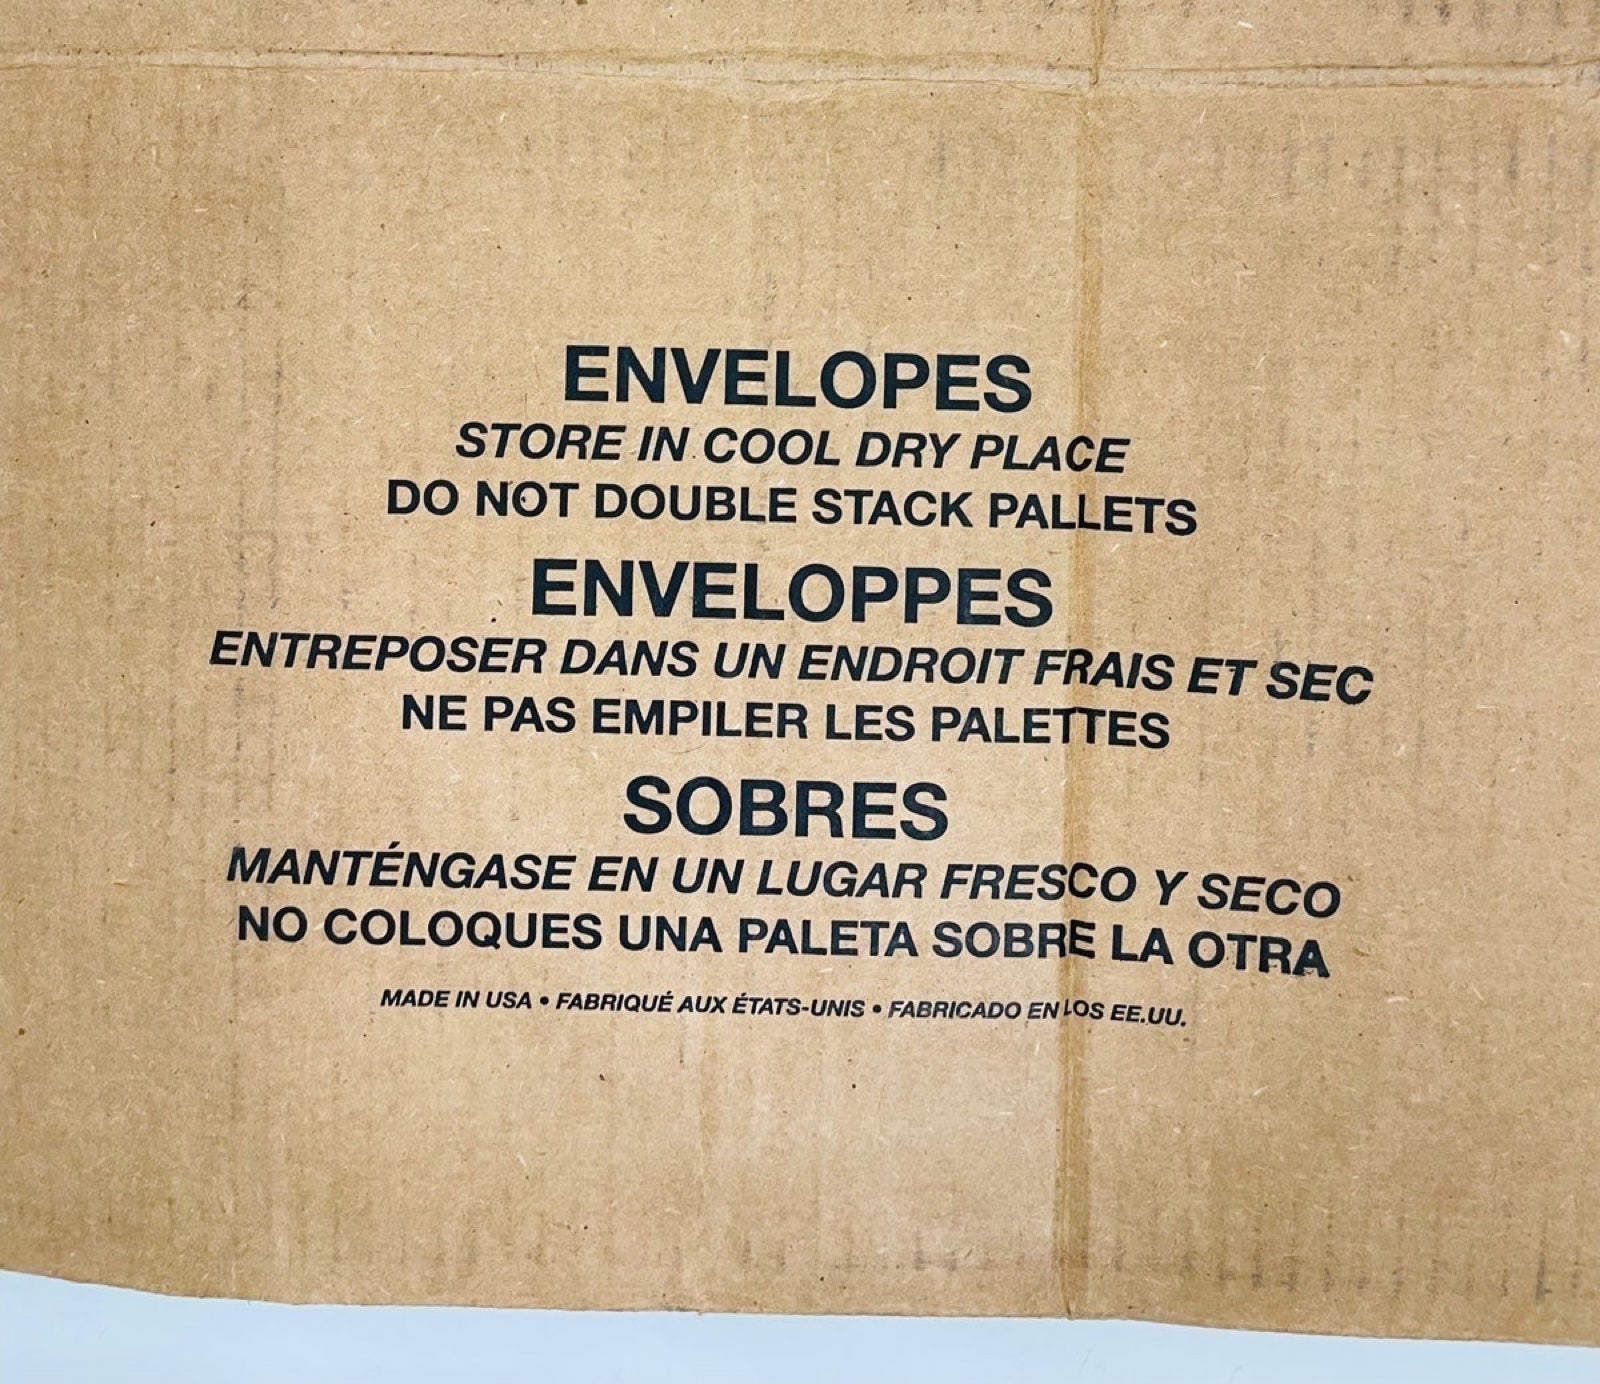 ENVELOPES
STORE IN COOL DRY PLACE
DO NOT DOUBLE STACK PALLETS
ENVELOPPES
ENTREPOSER DANS UN ENDROIT FRAIS ET SEC
NE PAS EMPILER LES PALETTES
SOBRES
MANTÉNGASE EN UN LUGAR FRESCO Y SECO
NO COLOQUES UNA PALETA SOBRE LA OTRA
MADE IN USA • FABRIQUÉ AUX ÉTATS-UNIS • FABRICADO EN LOS EE.UU.